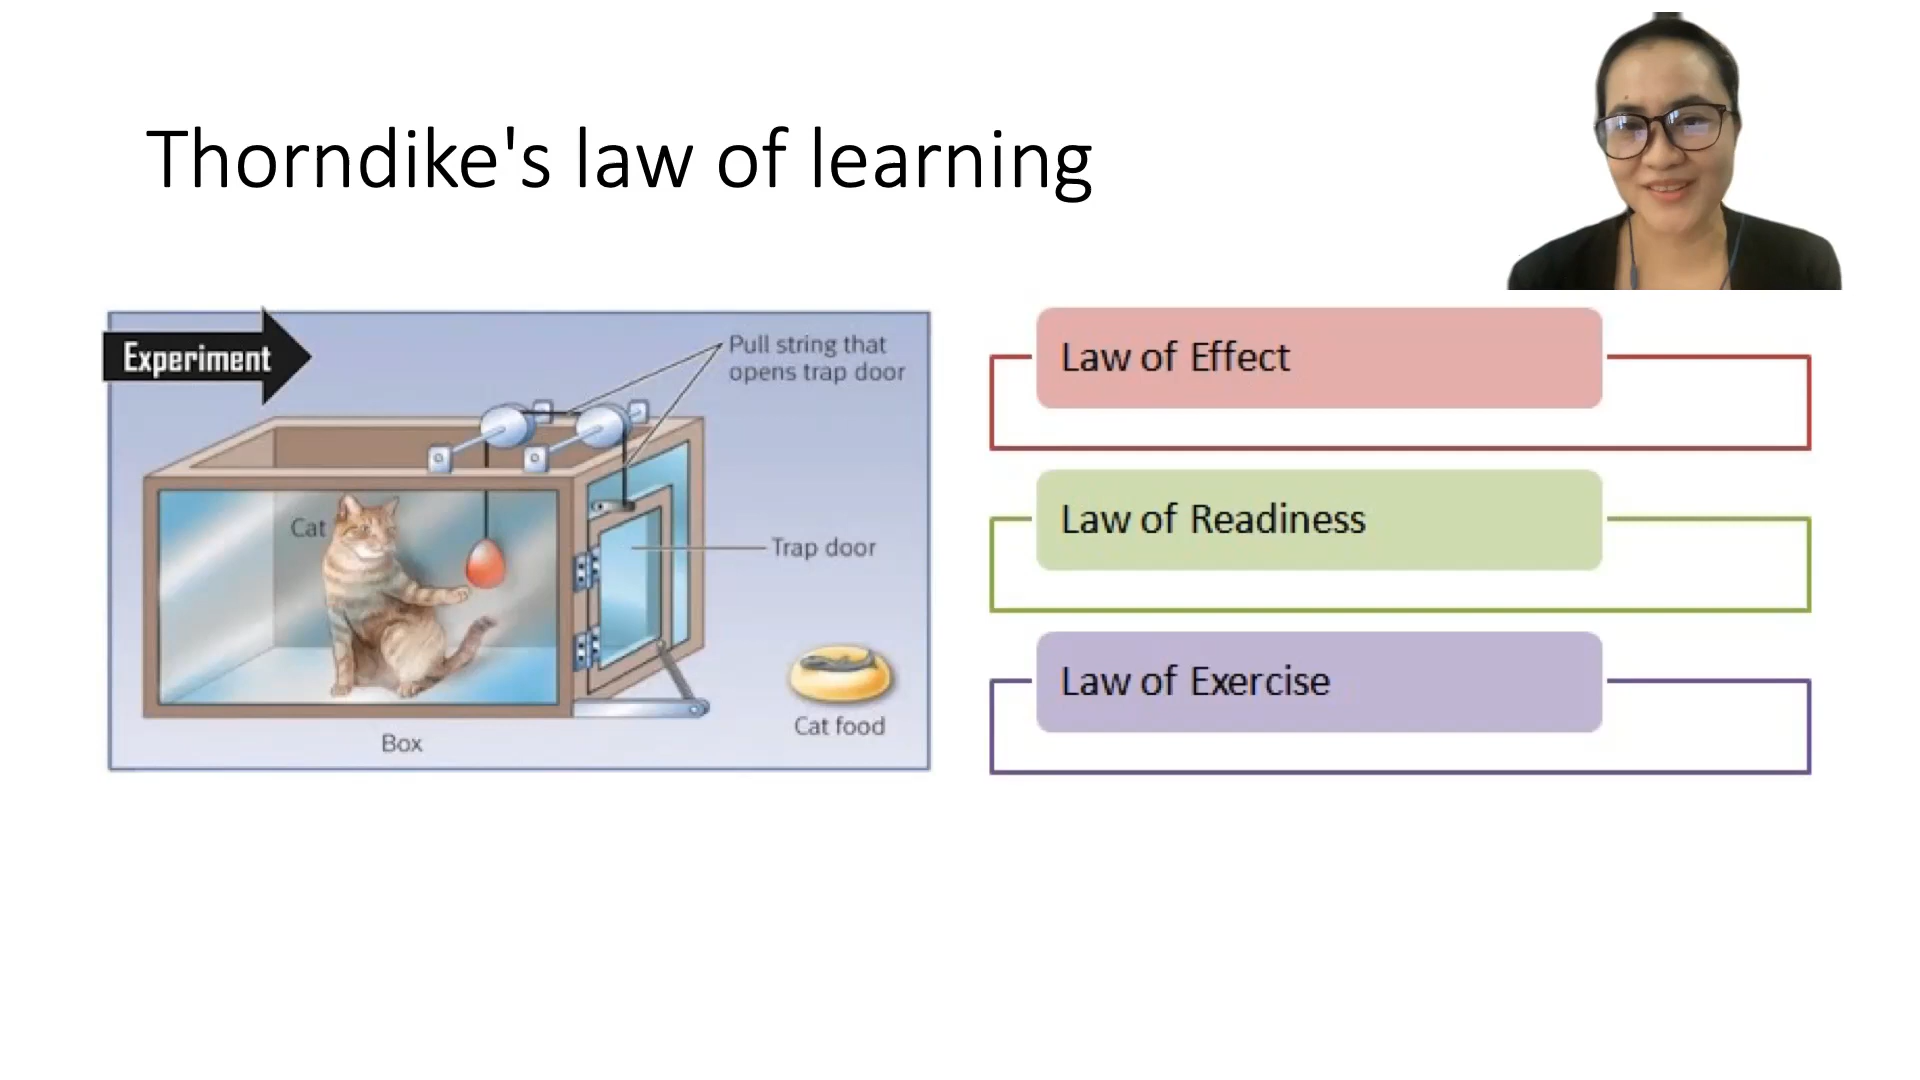 Thorndike's law of learning
Experiment
Pull string that
opens trap door
Cat
Trap door
Cat food
Box
Law of Effect
Law of Readiness
Law of Exercise